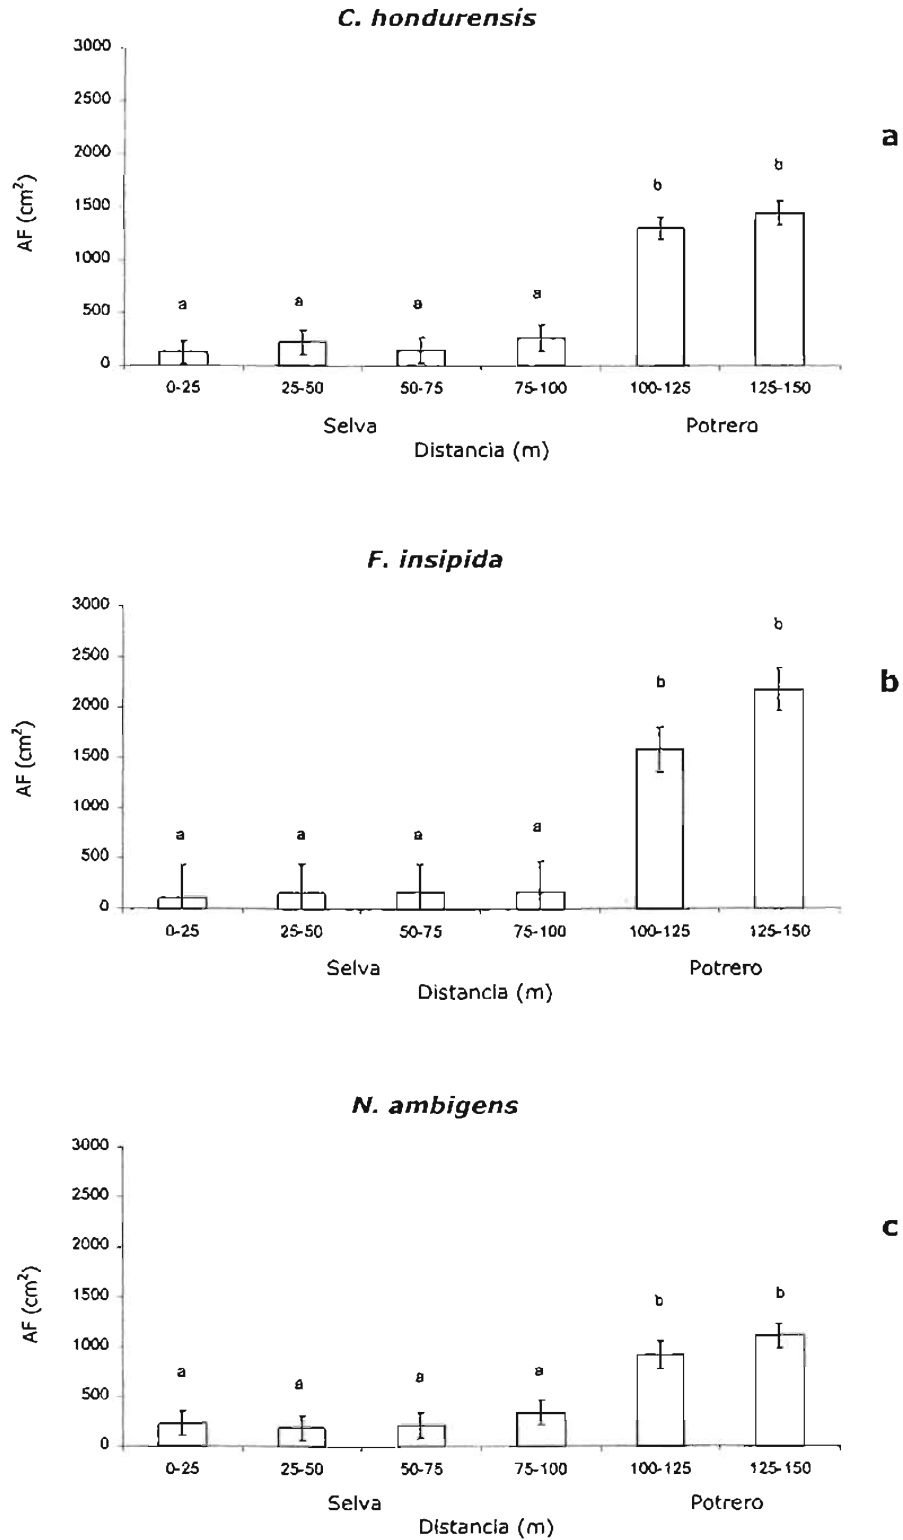 C. hondurensis
3000
2500
2000
1500
1000
500
0
AF (cm²)
a a a a b b
a
0-25 25-50 50-75 75-100 100-125 125-150
Selva Potrero
Distancia (m)
F. insipida
3000
2500
2000
1500
1000
500
0
AF (cm²)
a a a a b b
b
0-25 25-50 50-75 75-100 100-125 125-150
Selva Potrero
Distancia (m)
N. ambigens
3000
2500
2000
1500
1000
500
0
AF (cm²)
a a a a b b
c
0-25 25-50 50-75 75-100 100-125 125-150
Selva Potrero
Distancia (m)